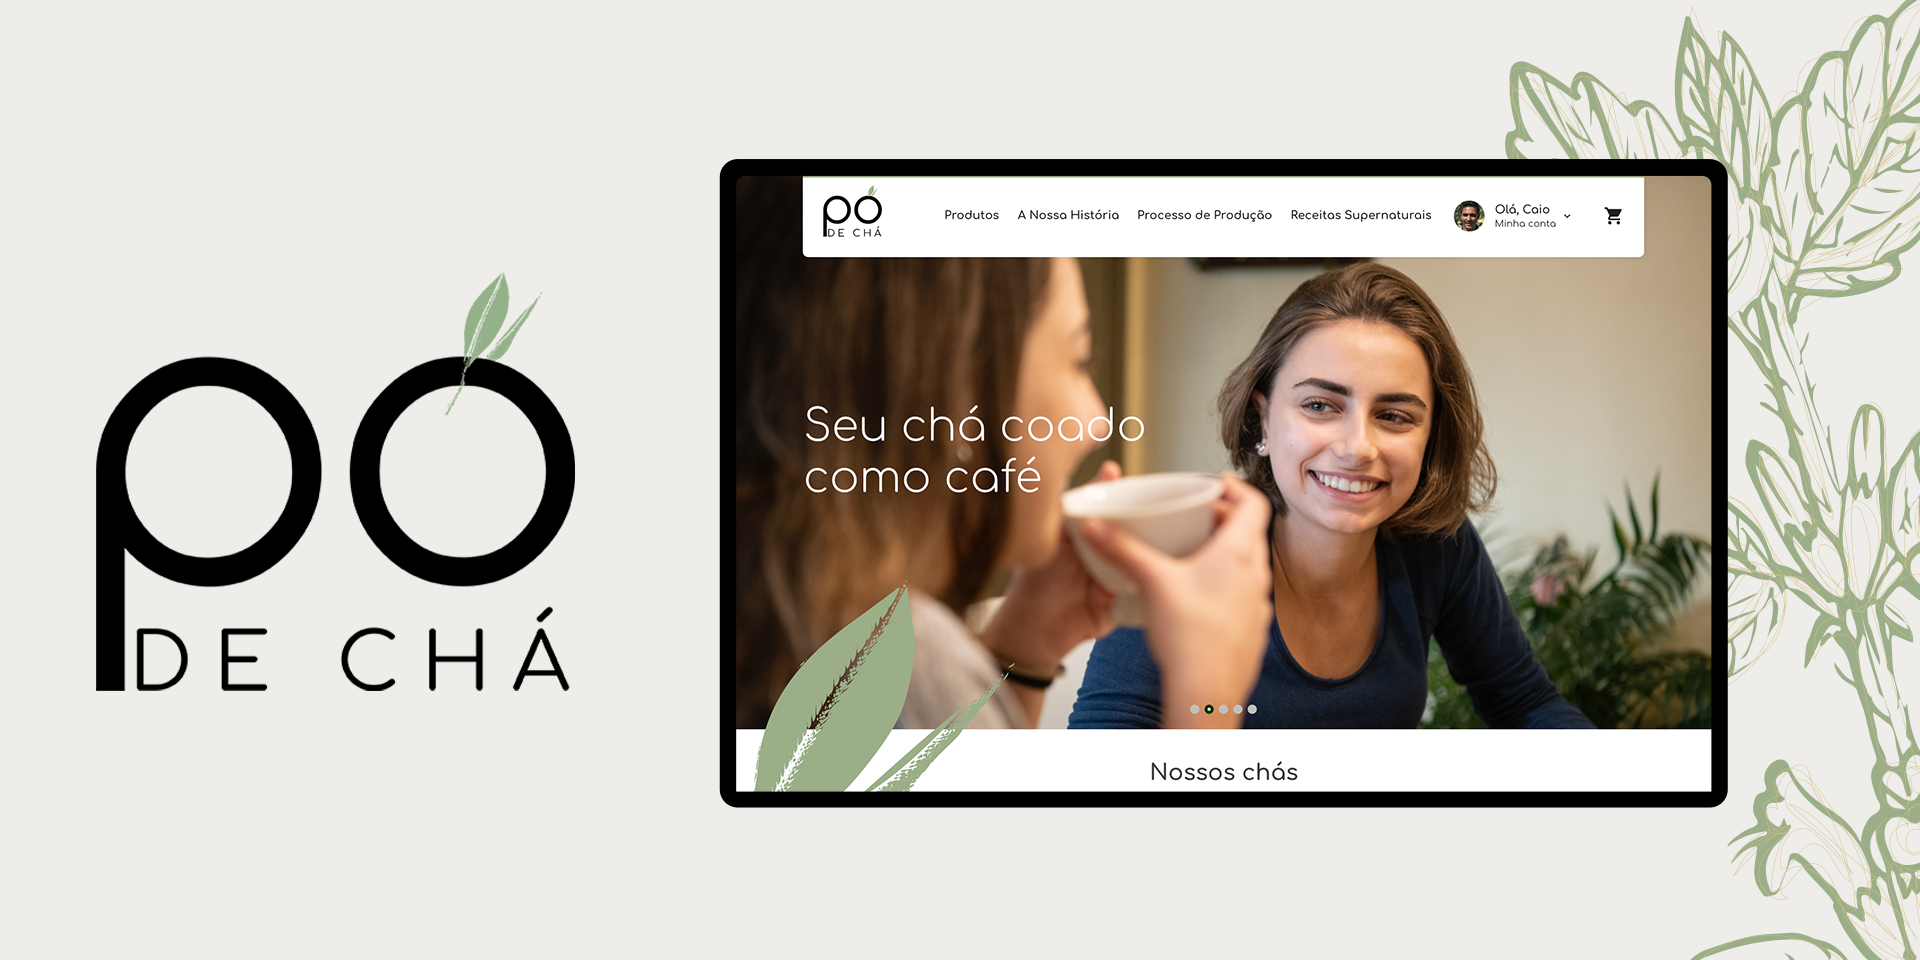 PÓ
DE CHÁ
PÓ
DE CHÁ
Produtos
A Nossa História
Processo de Produção
Receitas Supernaturais
Olá, Caio
Minha conta
Seu chá coado
como café
Nossos chás